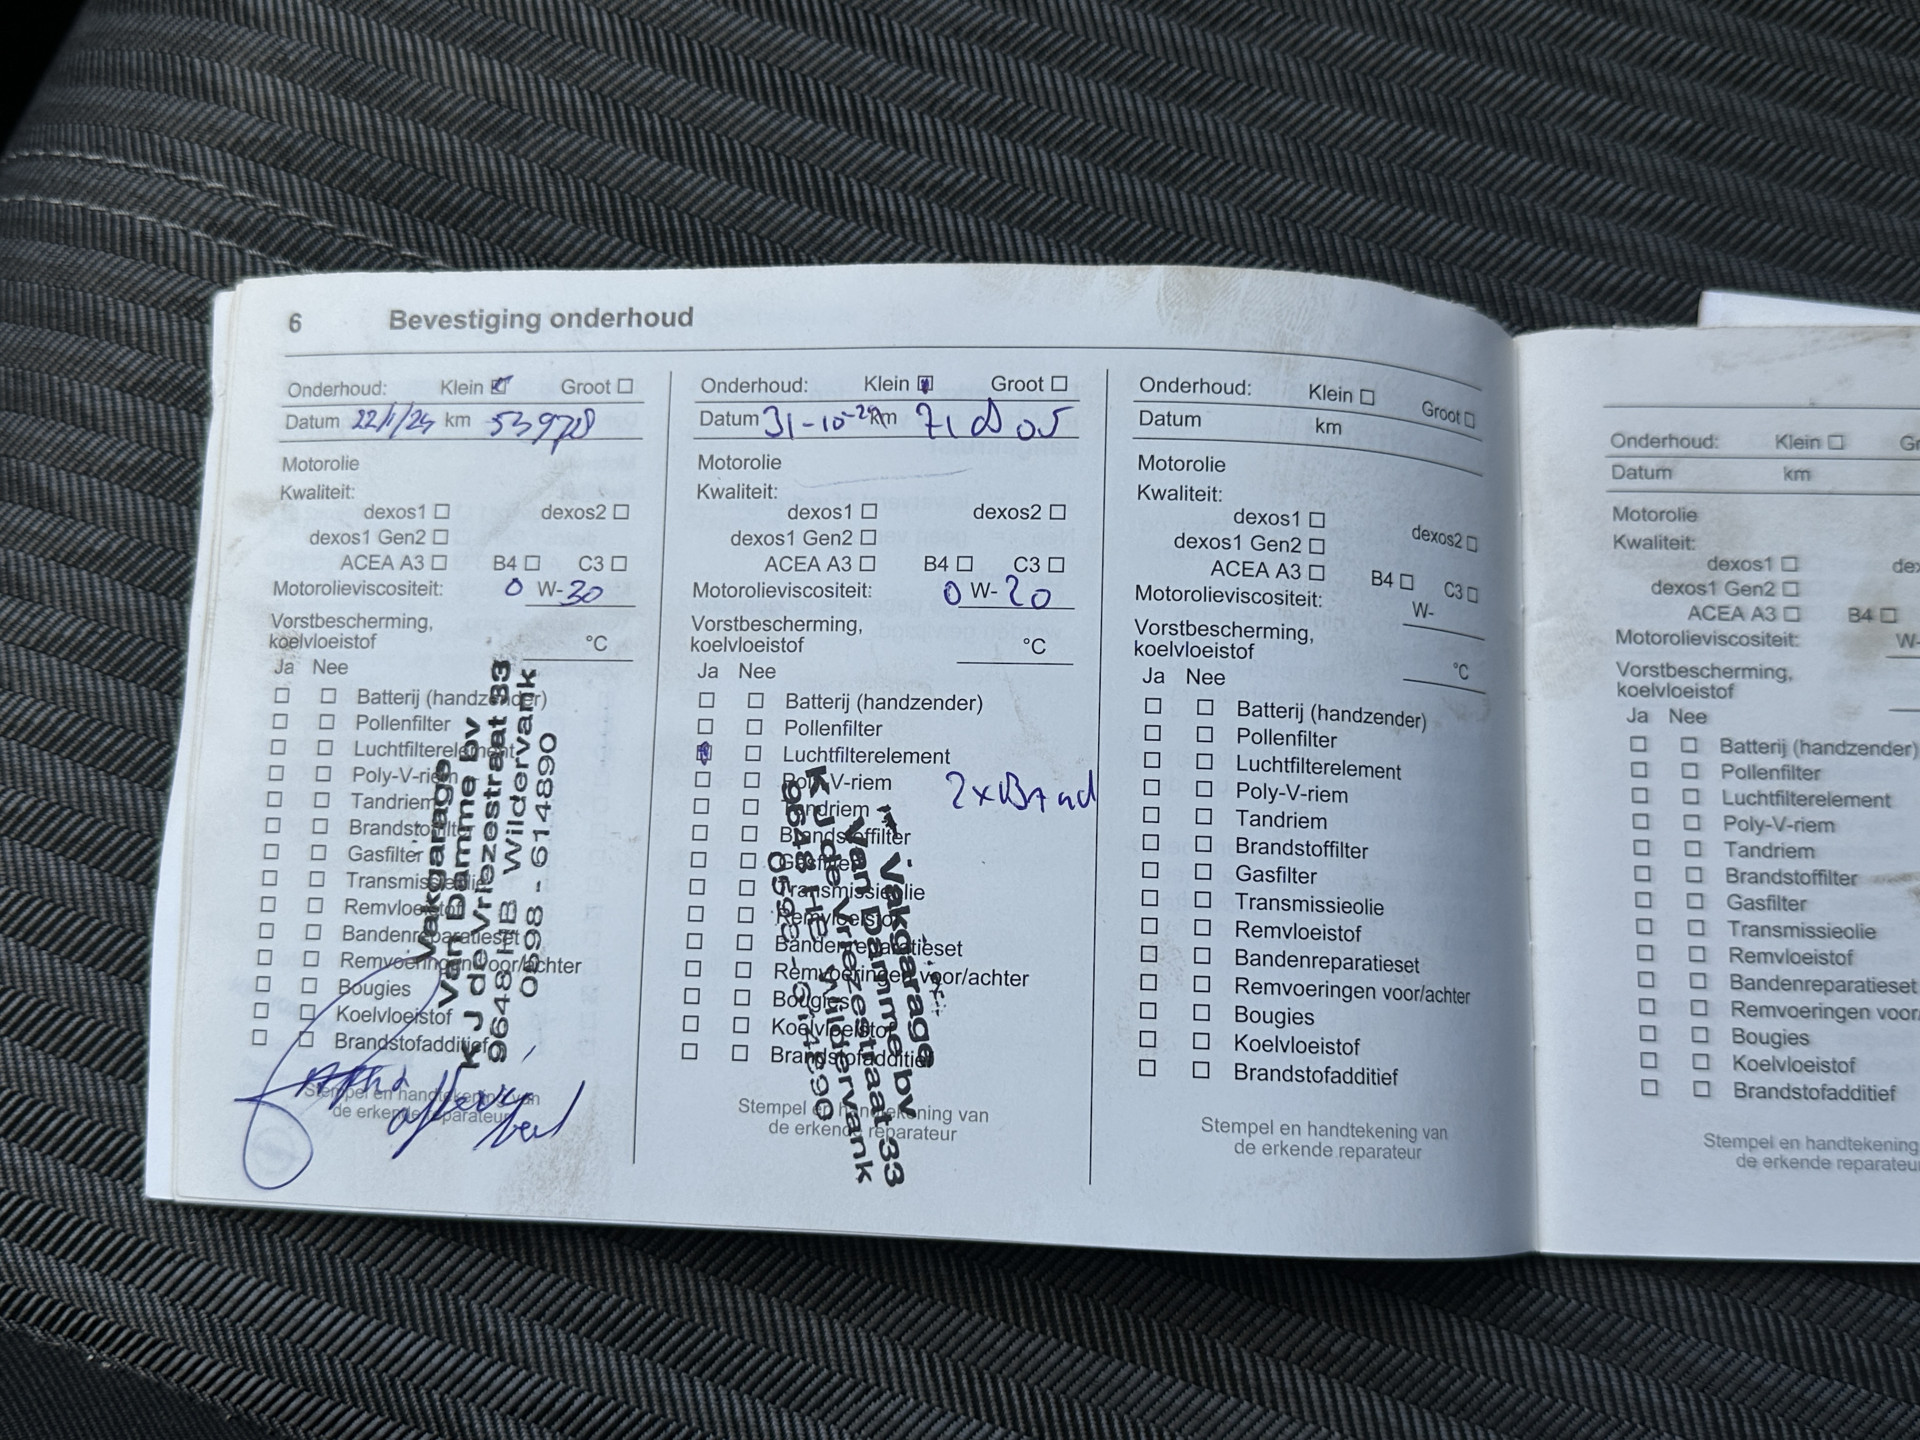 6 Bevestiging onderhoud
Onderhoud: Klein Groot
Datum 22/1/24 km 53978
Motorolie
Kwaliteit:
dexos1 dexos2
dexos1 Gen2
ACEA A3 B4 C3
Motorolieviscositeit: 0 W-30
Vorstbescherming,
koelvloeistof °C
Ja Nee
Batterij (handzender)
Pollenfilter
Luchtfilterelement
Poly-V-riem
Tandriem
Brandstoffilter
Gasfilter
Transmissieolie
Remvloeistof
Bandenreparatieset
Remvoeringen voor/achter
Bougies
Koelvloeistof
Brandstofadditief
Stempel en handtekening van
de erkende reparateur
Vakgarage
Van Damme bv
K J de Vriezestraat 33
9648 HB Wildervank
0598 - 614890
Onderhoud: Klein Groot
Datum 31-10-24 km 71805
Motorolie
Kwaliteit:
dexos1 dexos2
dexos1 Gen2
ACEA A3 B4 C3
Motorolieviscositeit: 0 W-20
Vorstbescherming,
koelvloeistof °C
Ja Nee
Batterij (handzender)
Pollenfilter
Luchtfilterelement
Poly-V-riem
2x Band
Tandriem
Brandstoffilter
Gasfilter
Transmissieolie
Remvloeistof
Bandenreparatieset
Remvoeringen voor/achter
Bougies
Koelvloeistof
Brandstofadditief
Stempel en handtekening van
de erkende reparateur
Vakgarage
Van Damme bv
K J de Vriezestraat 33
9648 HB Wildervank
Onderhoud: Klein Groot
Datum km
Motorolie
Kwaliteit:
dexos1 dexos2
dexos1 Gen2
ACEA A3 B4 C3
Motorolieviscositeit: W-
Vorstbescherming,
koelvloeistof °C
Ja Nee
Batterij (handzender)
Pollenfilter
Luchtfilterelement
Poly-V-riem
Tandriem
Brandstoffilter
Gasfilter
Transmissieolie
Remvloeistof
Bandenreparatieset
Remvoeringen voor/achter
Bougies
Koelvloeistof
Brandstofadditief
Stempel en handtekening van
de erkende reparateur
Onderhoud: Klein
Datum km
Motorolie
Kwaliteit:
dexos1
dexos1 Gen2
ACEA A3 B4
Motorolieviscositeit: W-
Vorstbescherming,
koelvloeistof
Ja Nee
Batterij (handzender)
Pollenfilter
Luchtfilterelement
Poly-V-riem
Tandriem
Brandstoffilter
Gasfilter
Transmissieolie
Remvloeistof
Bandenreparatieset
Remvoeringen voor/
Bougies
Koelvloeistof
Brandstofadditief
Stempel en handtekening
de erkende reparateur